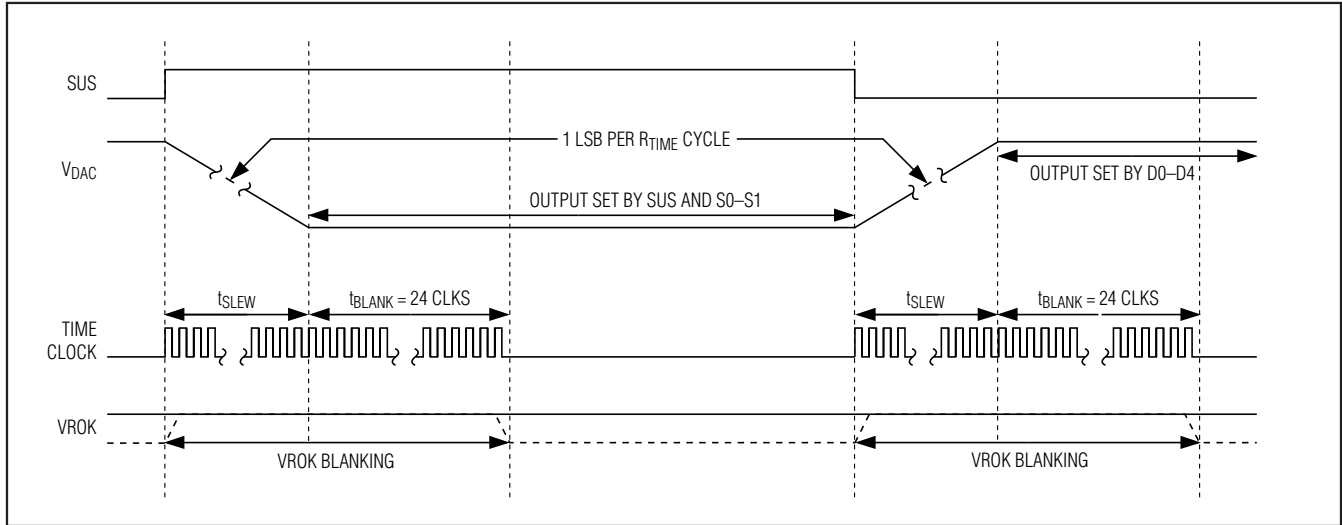 SUS
1 LSB PER RTIME CYCLE
VDAC
OUTPUT SET BY D0–D4
OUTPUT SET BY SUS AND S0–S1
tSLEW
tBLANK = 24 CLKS
tSLEW
tBLANK = 24 CLKS
TIME
CLOCK
VROK
VROK BLANKING
VROK BLANKING